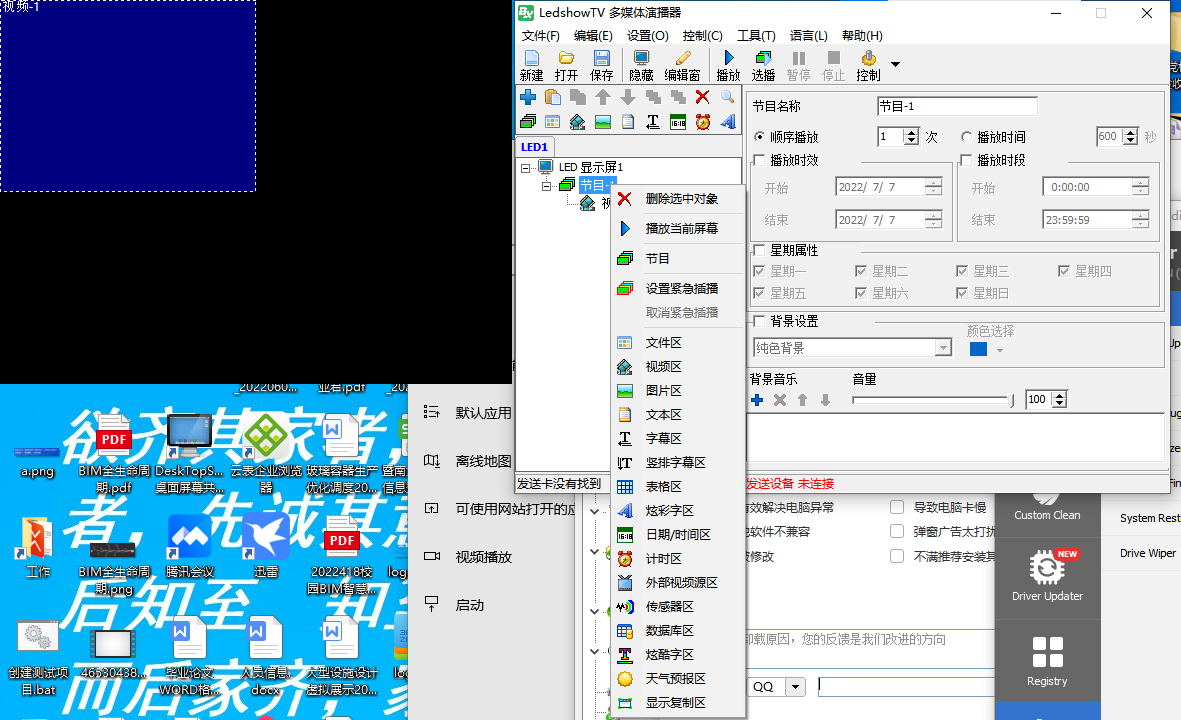 视频-1
LedshowTV 多媒体演播器
文件(F) 编辑(E) 设置(O) 控制(C) 工具(T) 语言(L) 帮助(H)
新建 打开 保存 隐藏 编辑窗 播放 选播 暂停 停止 控制
LED1
LED 显示屏1
节目-1
视
删除选中对象
播放当前屏幕
节目
设置紧急插播
取消紧急插播
文件区
视频区
图片区
文本区
字幕区
竖排字幕区
表格区
炫彩字区
日期/时间区
计时区
外部视频源区
传感器区
数据库区
炫酷字区
天气预报区
显示复制区
节目名称 节目-1
顺序播放 1 次 播放时间 600 秒
播放时效 播放时段
开始 2022/ 7/ 7 开始 0:00:00
结束 2022/ 7/ 7 结束 23:59:59
星期属性
星期一 星期二 星期三 星期四
星期五 星期六 星期日
背景设置
纯色背景 颜色选择
背景音乐 音量 100
发送卡没有找到 发送设备 未连接
默认应用
离线地图
可使用网站打开的应
视频播放
启动
有效解决电脑异常 导致电脑卡慢
软件不兼容 弹窗广告太打扰
修改 不满推荐安装其
卸载原因，您的反馈是我们改进的方向
QQ
Custom Clean
NEW
Driver Updater
Registry
System Rest
Drive Wiper
_2022060... 业君.pdf
欲齐其家者，
者，先诚其意
后知至
而后家齐，家
a.png
BIM全生命周期.pdf
DeskTopS...桌面屏幕共...
云表企业浏览器
玻璃容器生产优化调度20...
工作
BIM全生命周期.png
腾讯会议
迅雷
2022418校园BIM智慧...
创建测试项目.bat
46530438...
毕业论文WORD格...
人员信息.docx
大型设施设计虚拟展示20...